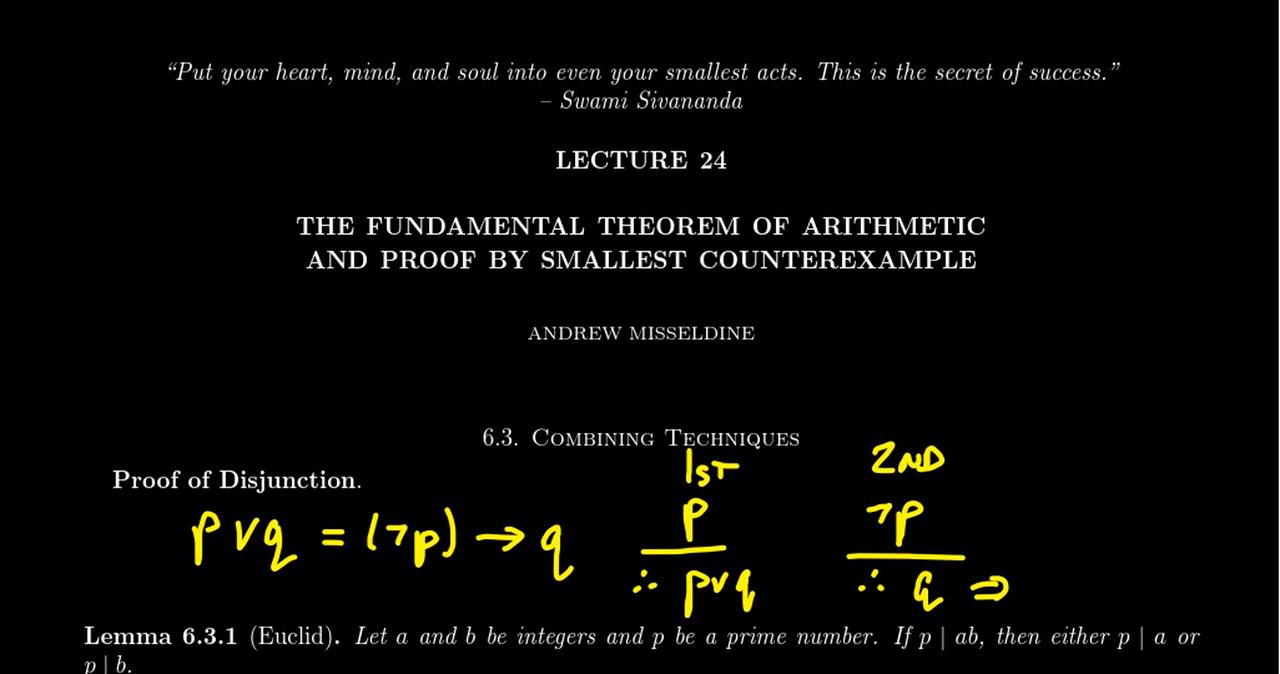 “Put your heart, mind, and soul into even your smallest acts. This is the secret of success.”
– Swami Sivananda
LECTURE 24
THE FUNDAMENTAL THEOREM OF ARITHMETIC
AND PROOF BY SMALLEST COUNTEREXAMPLE
ANDREW MISSELDINE
6.3. Combining Techniques
Proof of Disjunction.
p ∨ q = (¬p) → q
1ST
p
∴ p∨q
2ND
¬p
∴ q ⇒
Lemma 6.3.1 (Euclid). Let a and b be integers and p be a prime number. If p | ab, then either p | a or
p | b.